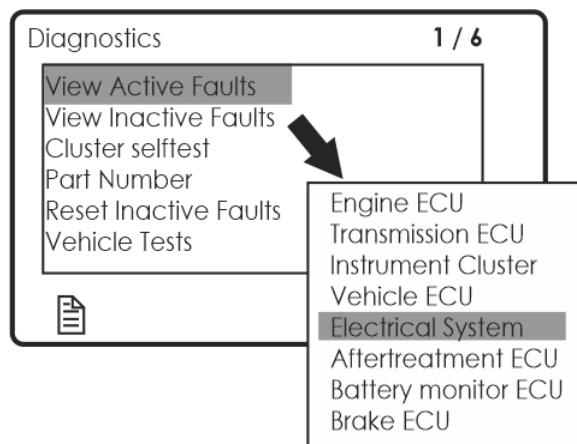 Diagnostics 1 / 6
View Active Faults
View Inactive Faults
Cluster selftest
Part Number
Reset Inactive Faults
Vehicle Tests
Engine ECU
Transmission ECU
Instrument Cluster
Vehicle ECU
Electrical System
Aftertreatment ECU
Battery monitor ECU
Brake ECU